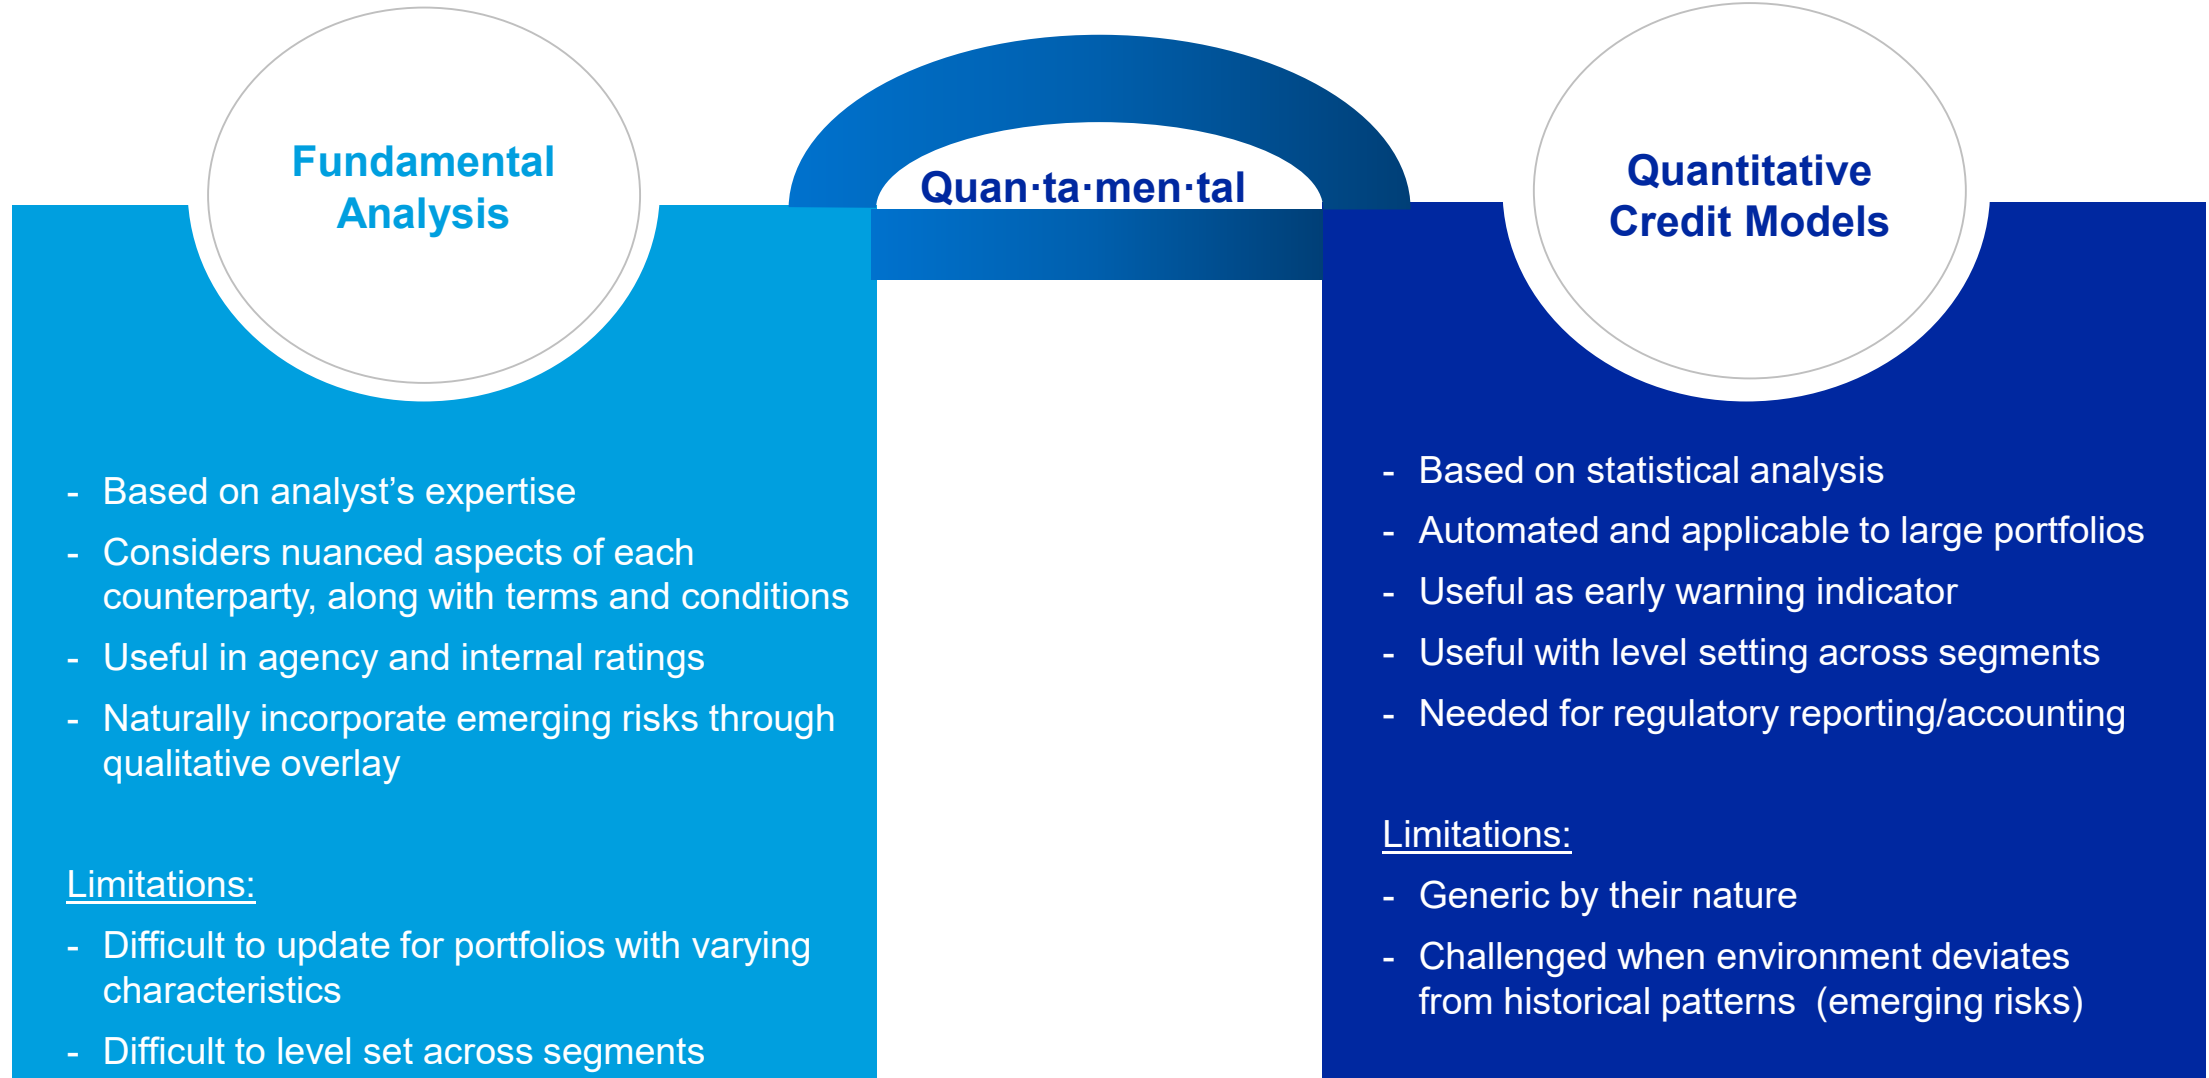 Fundamental
Analysis
- Based on analyst’s expertise
- Considers nuanced aspects of each
counterparty, along with terms and conditions
- Useful in agency and internal ratings
- Naturally incorporate emerging risks through
qualitative overlay
Limitations:
- Difficult to update for portfolios with varying
characteristics
- Difficult to level set across segments
Quan·ta·men·tal
Quantitative
Credit Models
- Based on statistical analysis
- Automated and applicable to large portfolios
- Useful as early warning indicator
- Useful with level setting across segments
- Needed for regulatory reporting/accounting
Limitations:
- Generic by their nature
- Challenged when environment deviates
from historical patterns  (emerging risks)